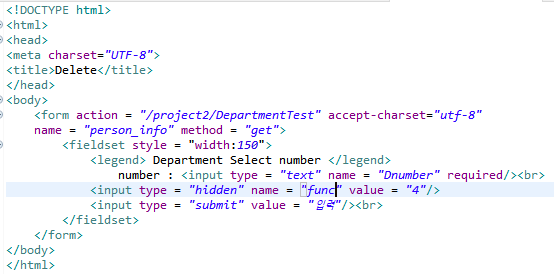 <!DOCTYPE html>
<html>
<head>
<meta charset="UTF-8">
<title>Delete</title>
</head>
<body>
<form action = "/project2/DepartmentTest" accept-charset="utf-8"
name = "person_info" method = "get">
<fieldset style = "width:150">
<legend> Department Select number </legend>
number : <input type = "text" name = "Dnumber" required/><br>
<input type = "hidden" name = "func" value = "4"/>
<input type = "submit" value = "입력"/><br>
</fieldset>
</form>
</body>
</html>